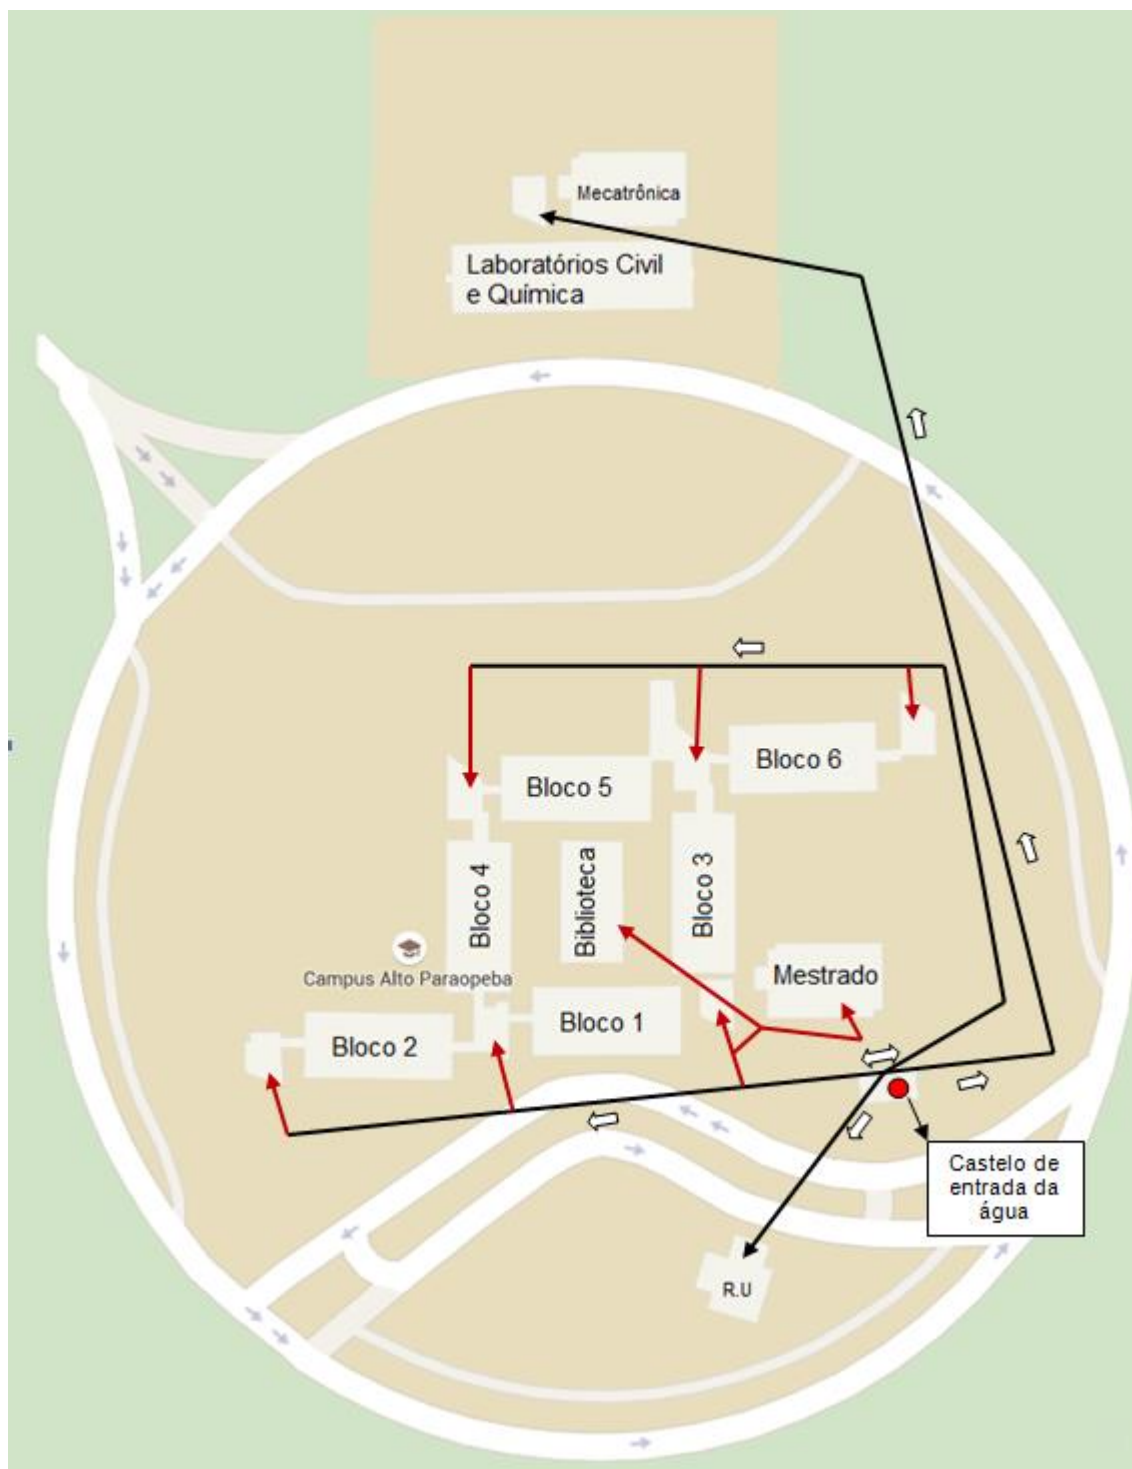 Mecatrônica
Laboratórios Civil
e Química
Bloco 6
Bloco 5
Biblioteca
Bloco 4
Bloco 3
Campus Alto Paraopeba
Mestrado
Bloco 1
Bloco 2
Castelo de
entrada da
água
R.U